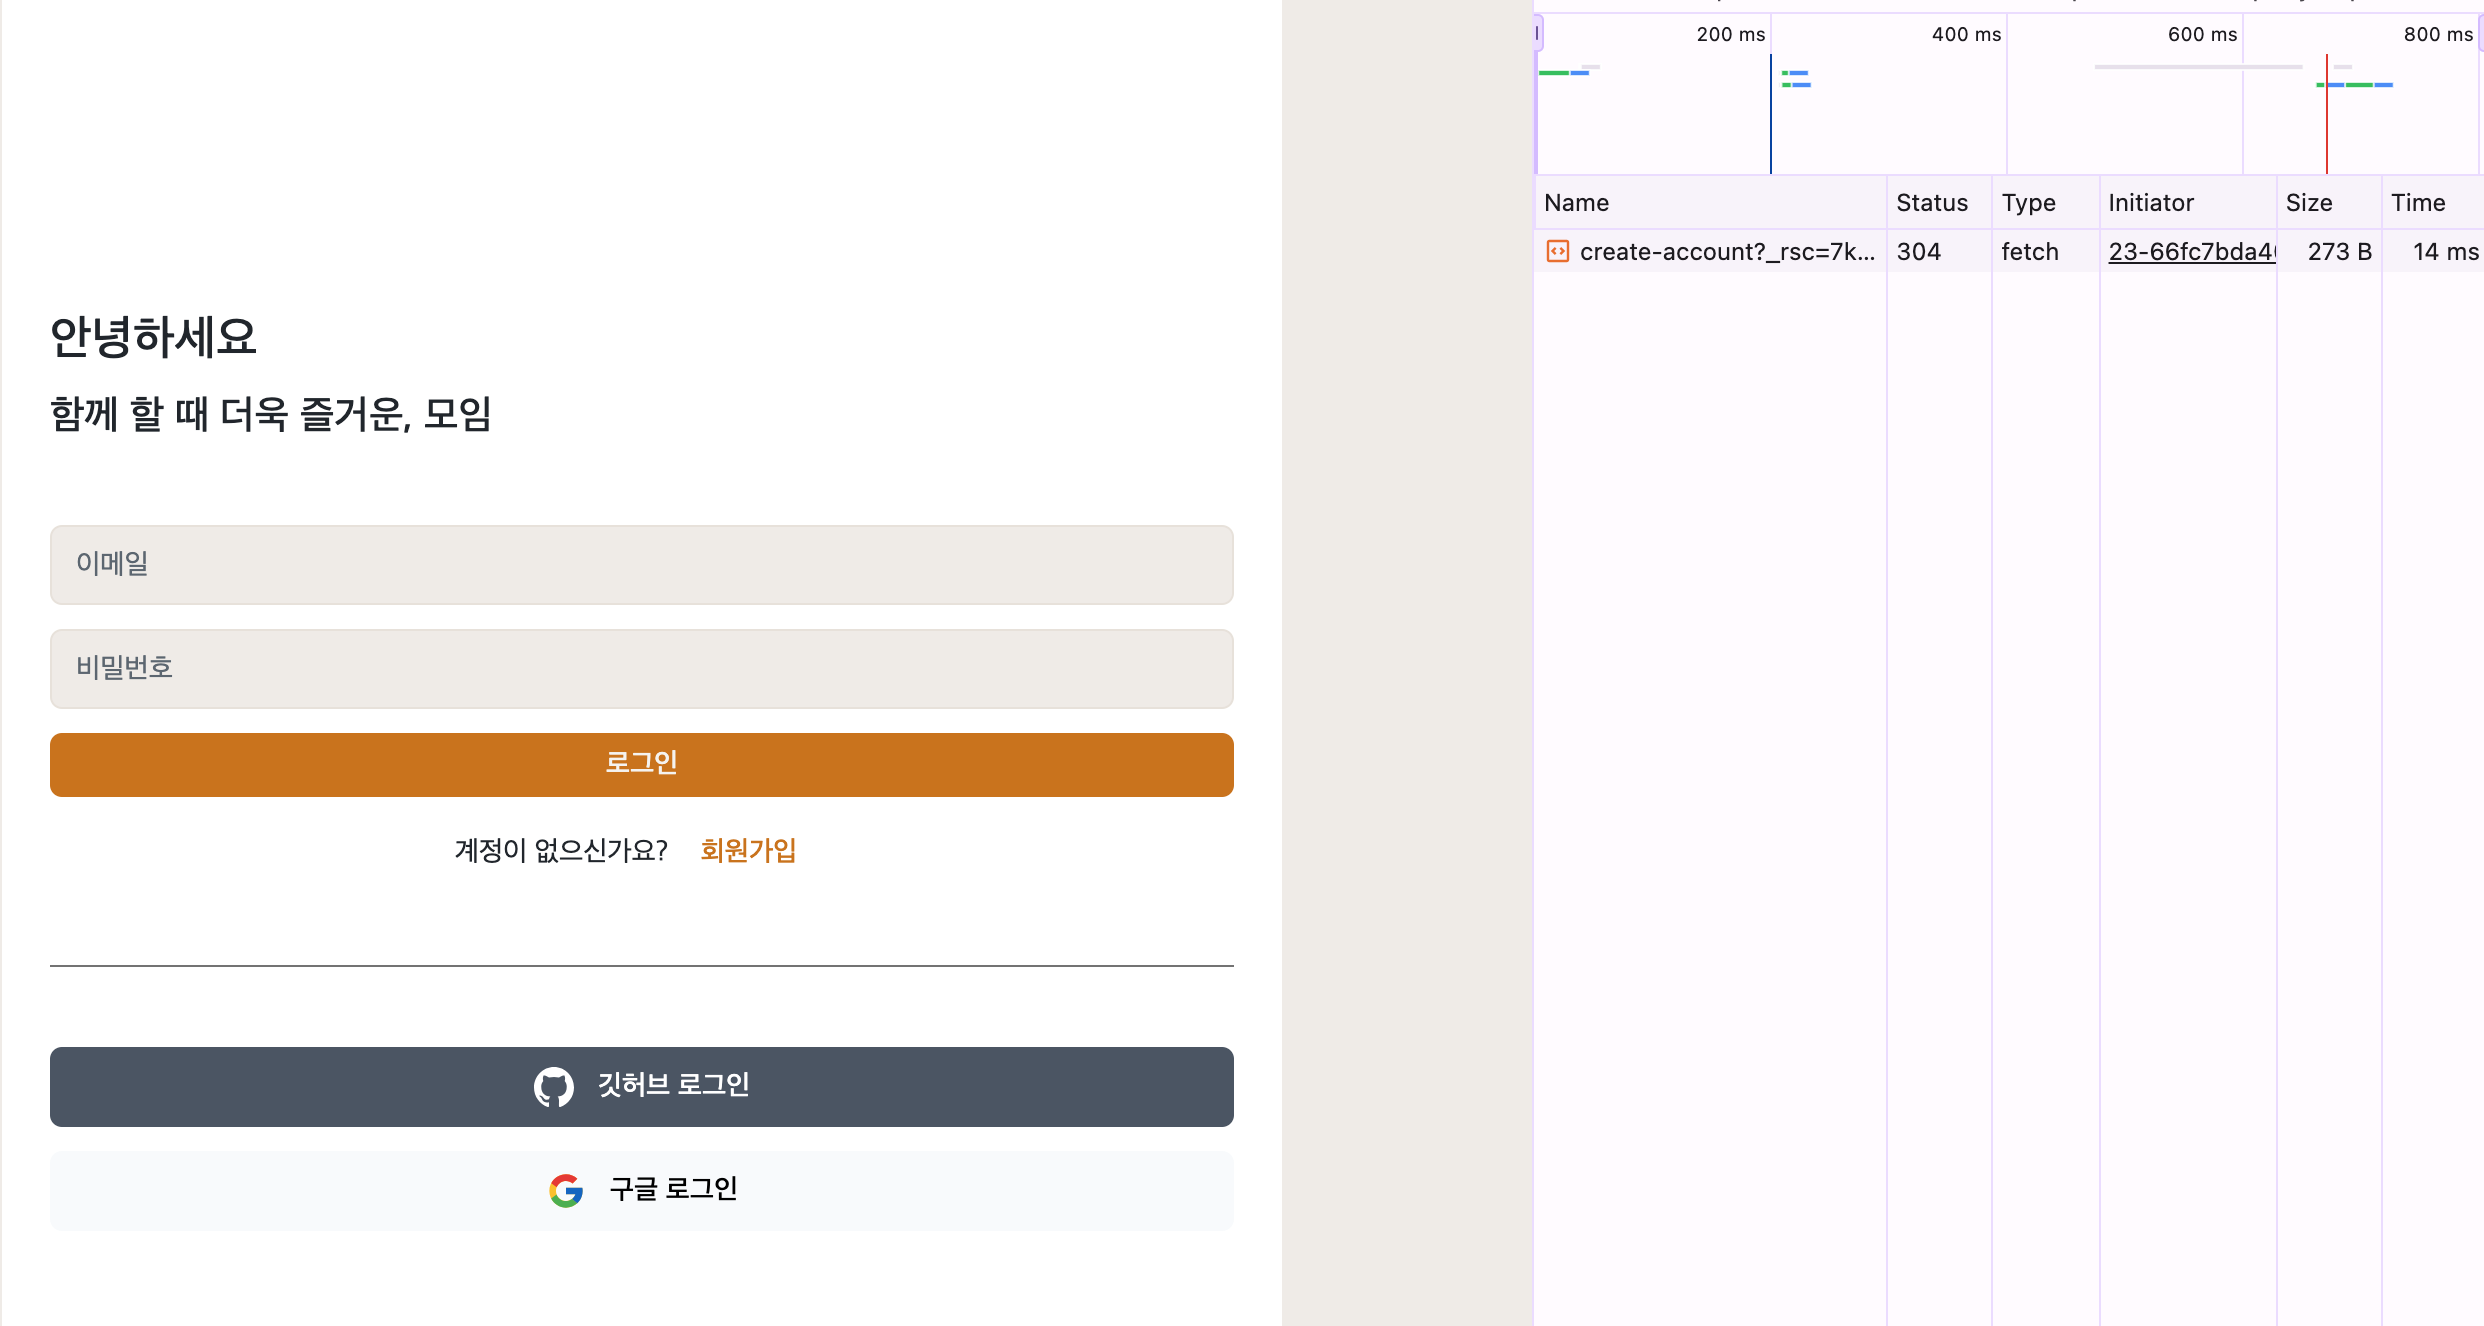 안녕하세요
함께 할 때 더욱 즐거운, 모임
이메일
비밀번호
로그인
계정이 없으신가요? 회원가입
깃허브 로그인
구글 로그인
200 ms 400 ms 600 ms 800 ms
Name Status Type Initiator Size Time
create-account?_rsc=7k... 304 fetch 23-66fc7bda4 273 B 14 ms